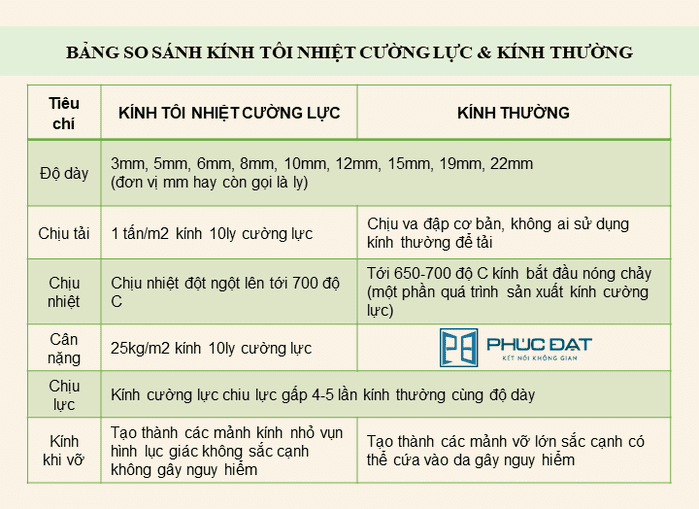 BẢNG SO SÁNH KÍNH TÔI NHIỆT CƯỜNG LỰC & KÍNH THƯỜNG
Tiêu
chí
KÍNH TÔI NHIỆT CƯỜNG LỰC
KÍNH THƯỜNG
Độ dày
3mm, 5mm, 6mm, 8mm, 10mm, 12mm, 15mm, 19mm, 22mm
(đơn vị mm hay còn gọi là ly)
Chịu tải
1 tấn/m2 kính 10ly cường lực
Chịu va đập cơ bản, không ai sử dụng
kính thường để tải
Chịu
nhiệt
Chịu nhiệt đột ngột lên tới 700 độ
C
Tới 650-700 độ C kính bắt đầu nóng chảy
(một phần quá trình sản xuất kính cường
lực)
Cân
nặng
25kg/m2 kính 10ly cường lực
PHÚC ĐẠT
KẾT NỐI KHÔNG GIAN
Chịu
lực
Kính cường lực chiu lực gấp 4-5 lần kính thường cùng độ dày
Kính
khi vỡ
Tạo thành các mảnh kính nhỏ vụn
hình lục giác không sắc cạnh
không gây nguy hiểm
Tạo thành các mảnh vỡ lớn sắc cạnh có
thể cứa vào da gây nguy hiểm